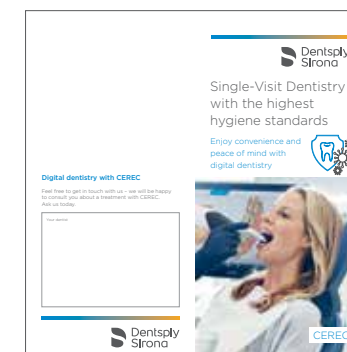 Dentsply
Sirona
Single-Visit Dentistry
with the highest
hygiene standards
Enjoy convenience and
peace of mind with
digital dentistry
Digital dentistry with CEREC
Feel free to get in touch with us – we will be happy
to consult you about a treatment with CEREC.
Ask us today.
Your dentist
Dentsply
Sirona
CEREC